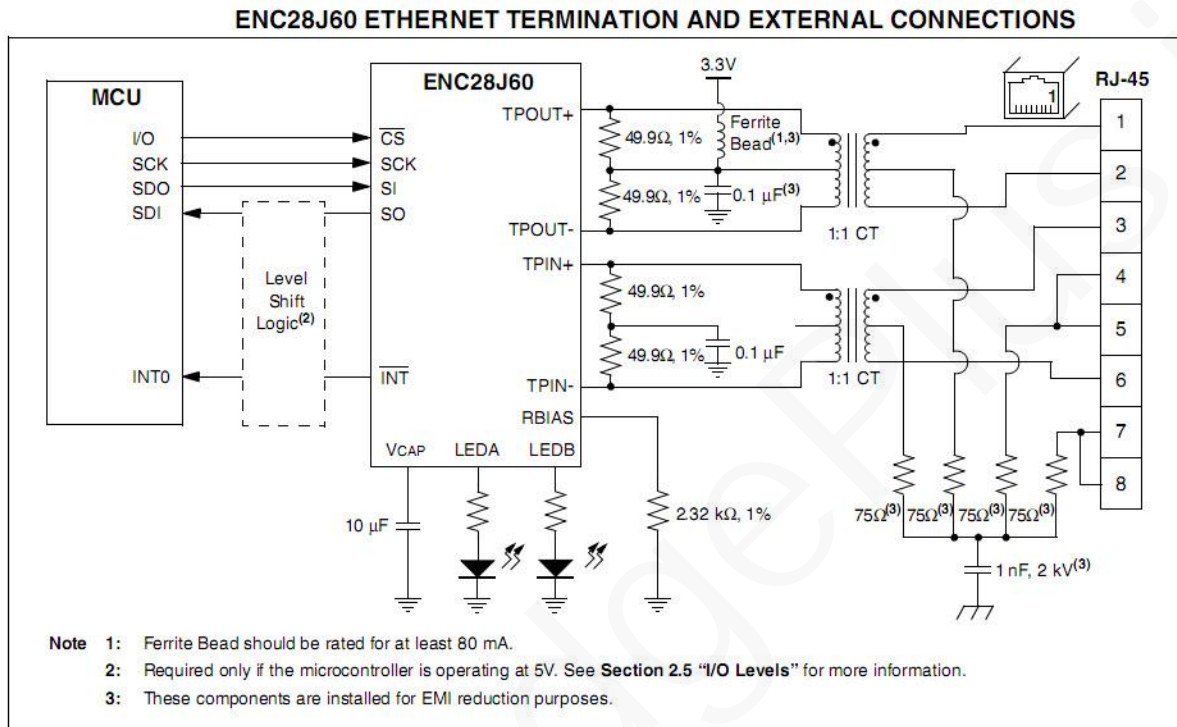 ENC28J60 ETHERNET TERMINATION AND EXTERNAL CONNECTIONS
MCU
I/O
SCK
SDO
SDI
INT0
Level
Shift
Logic(2)
ENC28J60
CS
SCK
SI
SO
INT
TPOUT+
TPOUT-
TPIN+
TPIN-
RBIAS
VCAP
LEDA
LEDB
10 µF
2.32 kΩ, 1%
3.3V
Ferrite
Bead(1,3)
49.9Ω, 1%
49.9Ω, 1%
0.1 µF(3)
1:1 CT
49.9Ω, 1%
49.9Ω, 1%
0.1 µF
1:1 CT
1
RJ-45
1
2
3
4
5
6
7
8
75Ω(3)
75Ω(3)
75Ω(3)
75Ω(3)
1 nF, 2 kV(3)
Note 1: Ferrite Bead should be rated for at least 80 mA.
2: Required only if the microcontroller is operating at 5V. See Section 2.5 “I/O Levels” for more information.
3: These components are installed for EMI reduction purposes.